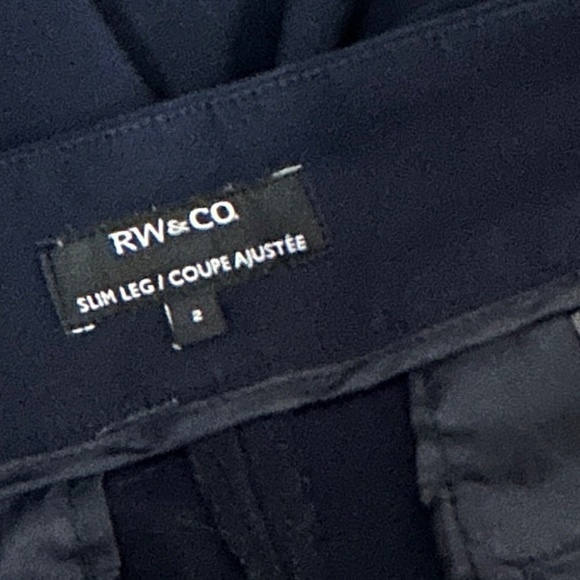 RW&CO.
SLIM LEG / COUPE AJUSTÉE
2